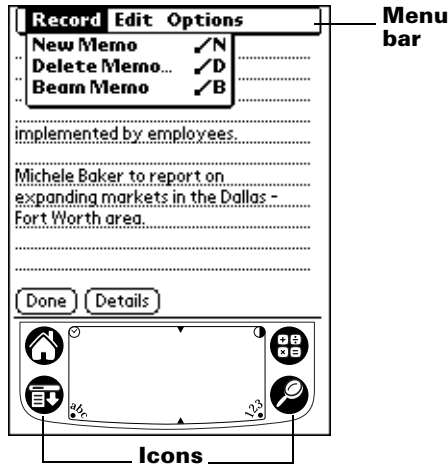 Record Edit Options
Menu bar
New Memo ⁄N
Delete Memo... ⁄D
Beam Memo ⁄B
implemented by employees.
Michele Baker to report on
expanding markets in the Dallas -
Fort Worth area.
Done Details
abc 123
Icons